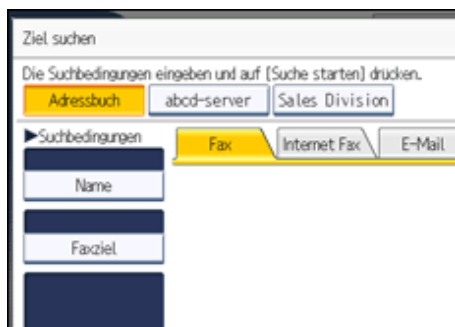 Ziel suchen
Die Suchbedingungen eingeben und auf [Suche starten] drücken.
Adressbuch abcd-server Sales Division
►Suchbedingungen Fax Internet Fax E-Mail
Name
Faxziel